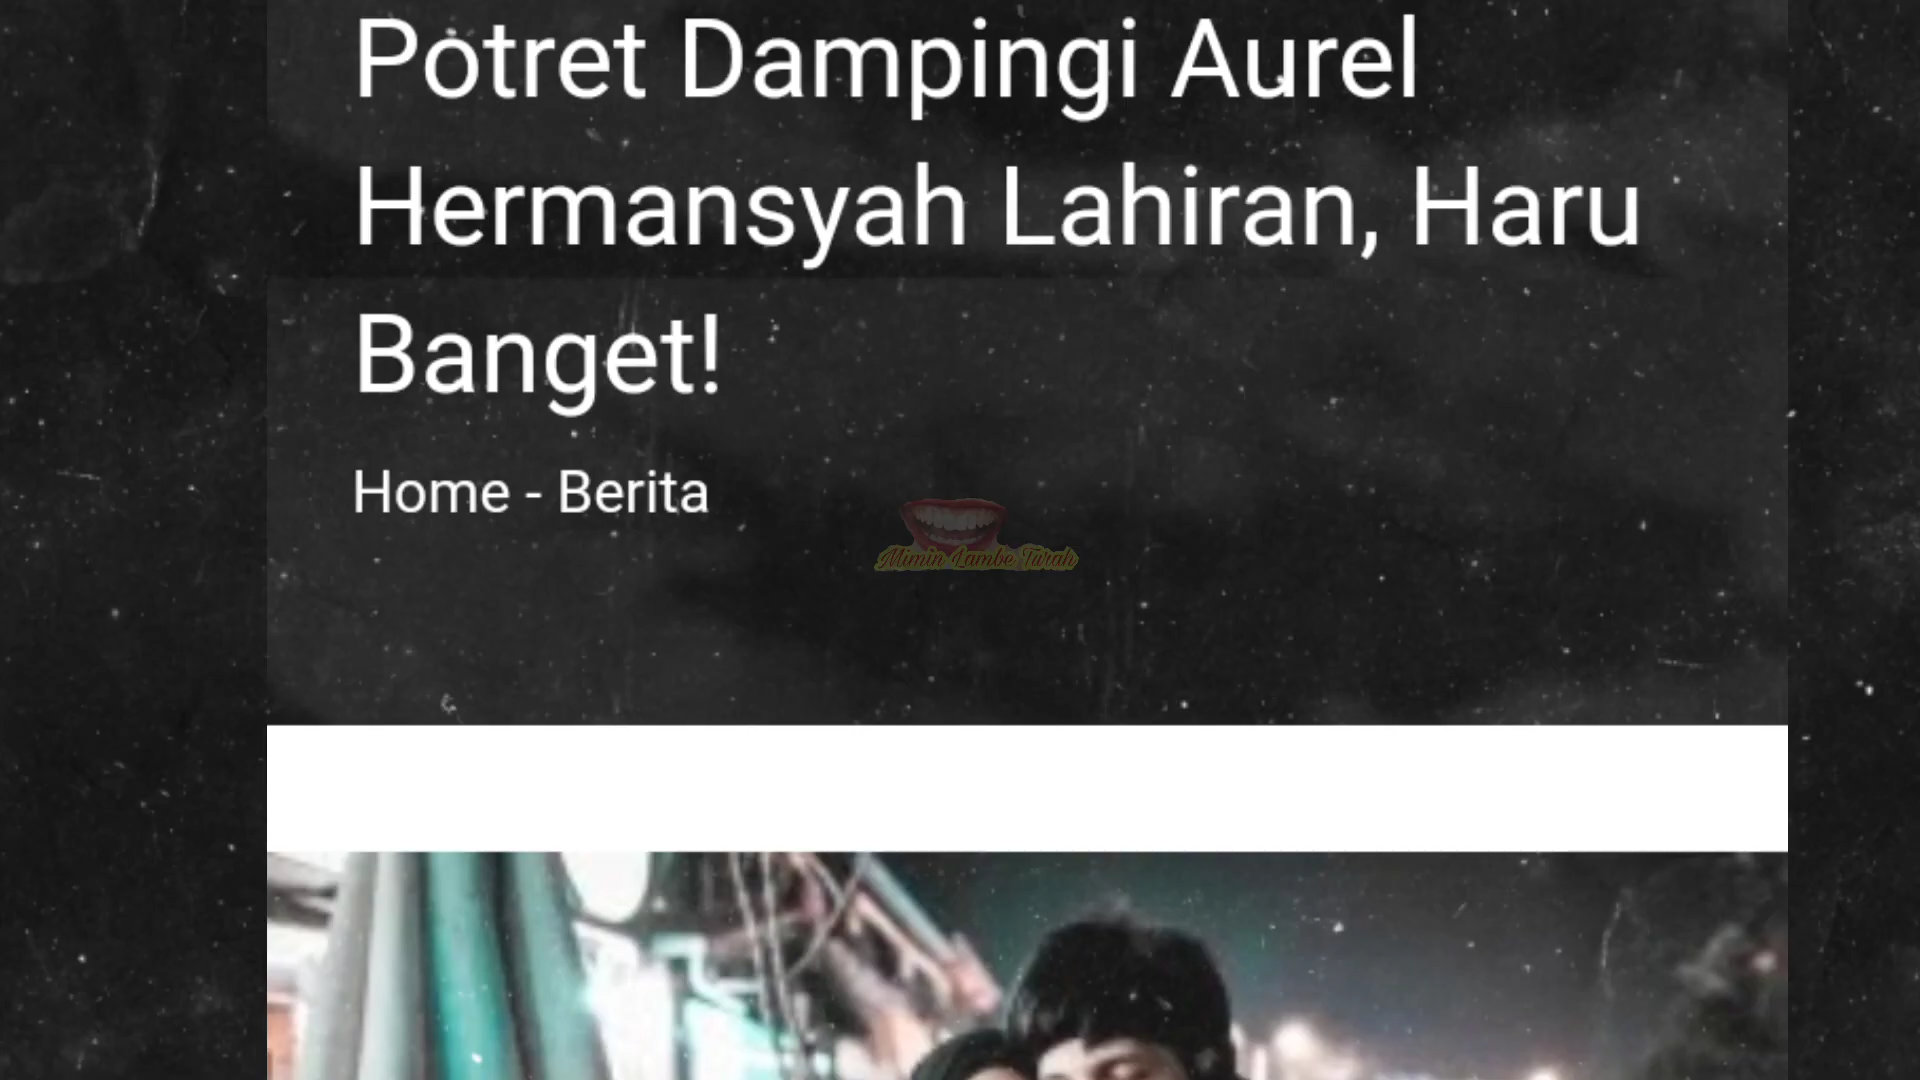 Potret Dampingi Aurel
Hermansyah Lahiran, Haru
Banget!
Home - Berita
Mimin Lambe Turah